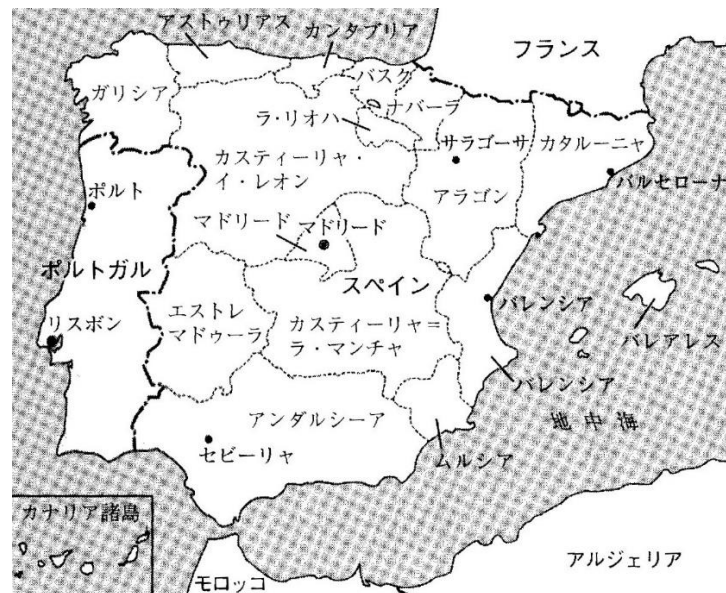 アストゥリアス
カンタブリア
フランス
バスク
ガリシア
ナバーラ
ラ・リオハ
サラゴーサ
カタルーニャ
カスティーリャ・
イ・レオン
バルセローナ
ポルト
アラゴン
マドリード
マドリード
ポルトガル
スペイン
エストレ
マドゥーラ
バレンシア
リスボン
カスティーリャ=
ラ・マンチャ
バレアレス
バレンシア
アンダルシーア
地中海
セビーリャ
ムルシア
カナリア諸島
アルジェリア
モロッコ